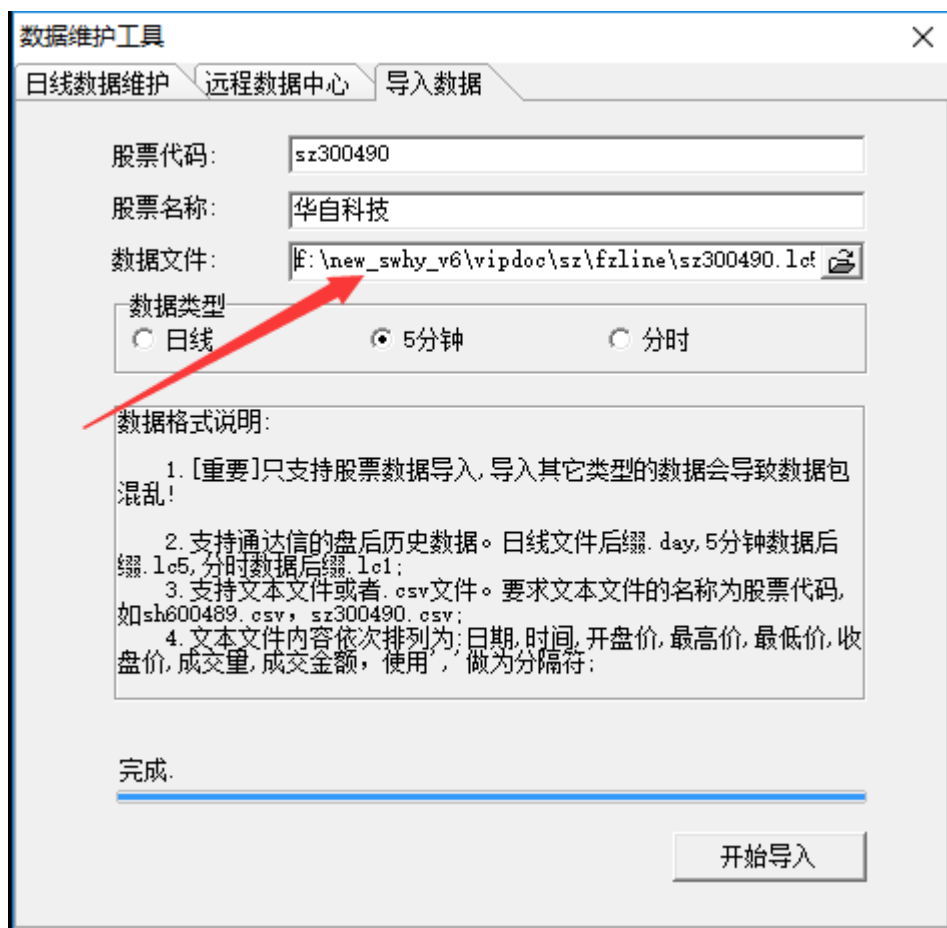 数据维护工具
日线数据维护 远程数据中心 导入数据
股票代码: sz300490
股票名称: 华自科技
数据文件: f:\new_swhy_v6\vipdoc\sz\fzline\sz300490.lc5
数据类型
日线 5分钟 分时
数据格式说明:
1.[重要]只支持股票数据导入,导入其它类型的数据会导致数据包
混乱!
2.支持通达信的盘后历史数据。日线文件后缀.day,5分钟数据后
缀.lc5,分时数据后缀.lc1;
3.支持文本文件或者.csv文件。要求文本文件的名称为股票代码,
如sh600489.csv，sz300490.csv;
4.文本文件内容依次排列为:日期,时间,开盘价,最高价,最低价,收
盘价,成交量,成交金额，使用','做为分隔符;
完成.
开始导入